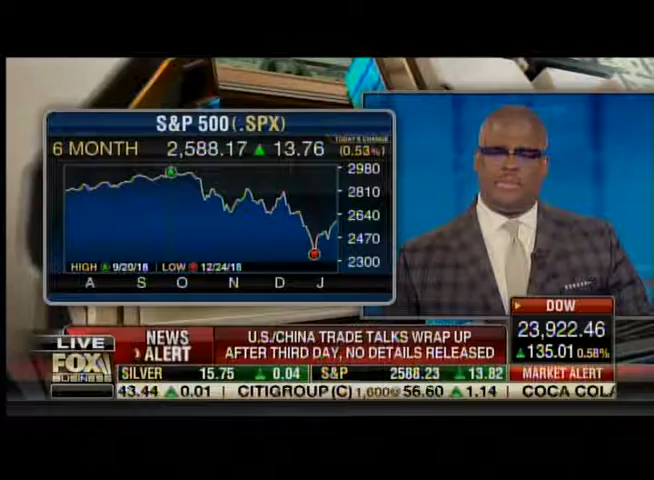 S&P 500(.SPX)
6 MONTH 2,588.17 13.76
TODAY'S CHANGE
(0.53%)
2980
2810
2640
2470
2300
HIGH 9/20/18 LOW 12/24/18
A S O N D J
DOW
23,922.46
135.01 0.58%
MARKET ALERT
LIVE
FOX
BUSINESS
NEWS
ALERT
U.S./CHINA TRADE TALKS WRAP UP
AFTER THIRD DAY, NO DETAILS RELEASED
SILVER 15.75 0.04 S&P 2588.23 13.82
43.44 0.01 CITIGROUP(C) 1,600@ 56.60 1.14 COCA COLA